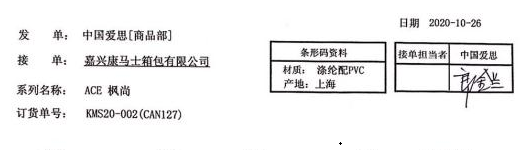 日期 2020-10-26
发 单: 中国爱思[商品部]
接 单: 嘉兴康马士箱包有限公司
系列名称: ACE 枫尚
订货单号: KMS20-002(CAN127)
条形码资料
材质: 涤纶配PVC
产地: 上海
接单担当者 中国爱思